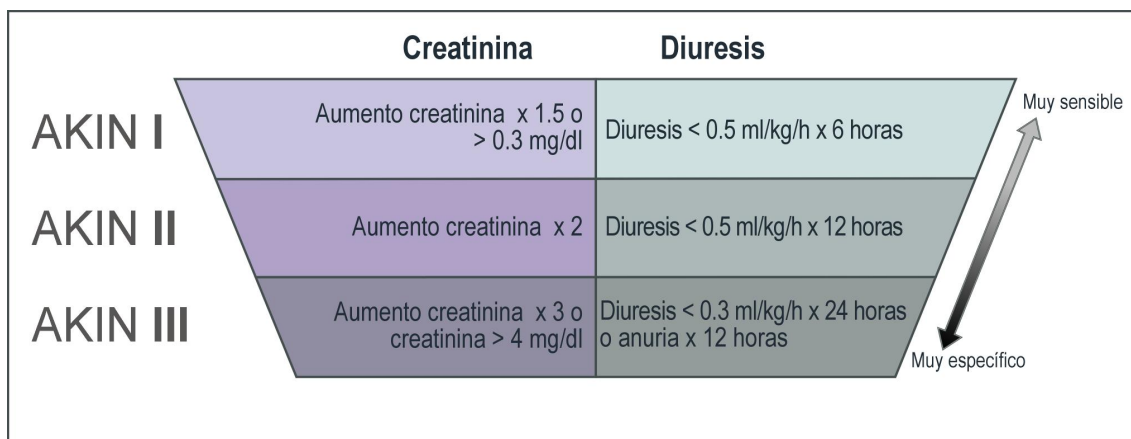 Creatinina Diuresis
AKIN I
Aumento creatinina x 1.5 o
> 0.3 mg/dl
Diuresis < 0.5 ml/kg/h x 6 horas
Muy sensible
AKIN II
Aumento creatinina x 2
Diuresis < 0.5 ml/kg/h x 12 horas
AKIN III
Aumento creatinina x 3 o
creatinina > 4 mg/dl
Diuresis < 0.3 ml/kg/h x 24 horas
o anuria x 12 horas
Muy específico